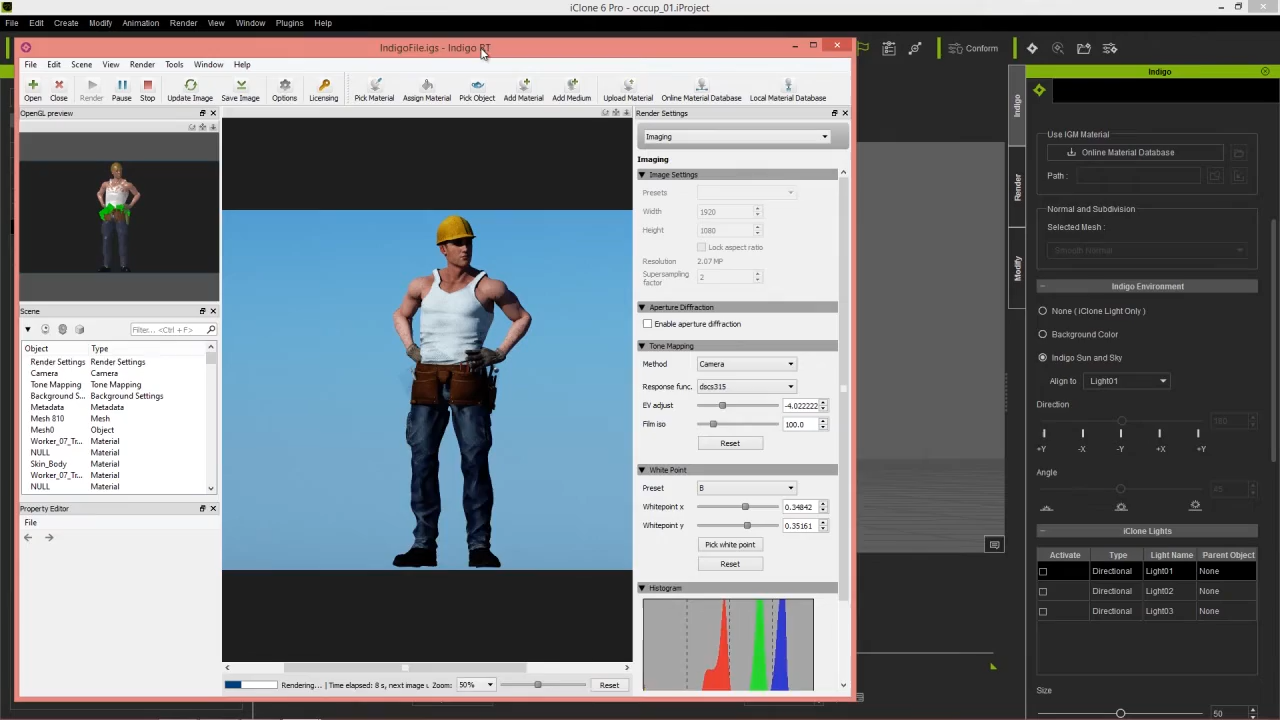 iClone 6 Pro - occup_01.iProject
File Edit Create Modify Animation Render View Window Plugins Help
Conform
IndigoFile.igs - Indigo RT
File Edit Scene Render Tools Window Help
Open Close Render Pause Stop Update Image Save Image Options Licensing Pick Material Assign Material Pick Object Add Material Add Medium Upload Material Online Material Database Local Material Database
OpenGL preview
Scene
Filter... <Ctrl + F>
Object Type
Render Settings Render Settings
Camera Camera
Tone Mapping Tone Mapping
Background S... Background Settings
Metadata Metadata
Mesh 810 Mesh
Mesh0 Object
Worker_07_Tr... Material
NULL Material
Skin_Body Material
Worker_07_Tr... Material
NULL Material
Property Editor
File
Rendering... | Time elapsed: 8 s, next image u
Zoom: 50% Reset
Render Settings
Imaging
Imaging
Image Settings
Presets
Width 1920
Height 1080
Lock aspect ratio
Resolution 2.07 MP
Supersampling factor 2
Aperture Diffraction
Enable aperture diffraction
Tone Mapping
Method Camera
Response func. dscs315
EV adjust -4.022222
Film iso 100.0
Reset
White Point
Preset B
Whitepoint x 0.34842
Whitepoint y 0.35161
Pick white point
Reset
Histogram
Indigo
Render
Modify
Indigo
Use IGM Material
Online Material Database
Path :
Normal and Subdivision
Selected Mesh :
Smooth Normal
Indigo Environment
None ( iClone Light Only )
Background Color
Indigo Sun and Sky
Align to Light01
Direction
180
+Y -X -Y +X +Y
Angle
45
iClone Lights
Activate Type Light Name Parent Object
Directional Light01 None
Directional Light02 None
Directional Light03 None
Size
50